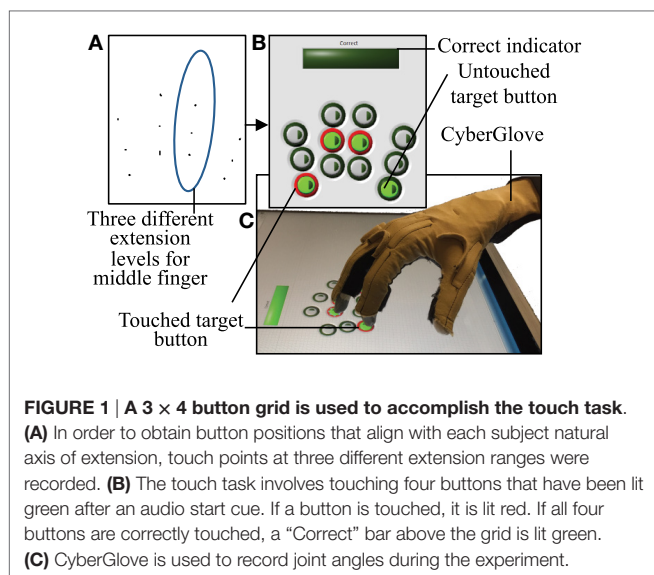 A
B
Correct
Correct indicator
Untouched
target button
CyberGlove
Three different
extension
levels for
middle finger
C
Touched target
button
FIGURE 1 | A 3 × 4 button grid is used to accomplish the touch task.
(A) In order to obtain button positions that align with each subject natural
axis of extension, touch points at three different extension ranges were
recorded. (B) The touch task involves touching four buttons that have been lit
green after an audio start cue. If a button is touched, it is lit red. If all four
buttons are correctly touched, a “Correct” bar above the grid is lit green.
(C) CyberGlove is used to record joint angles during the experiment.